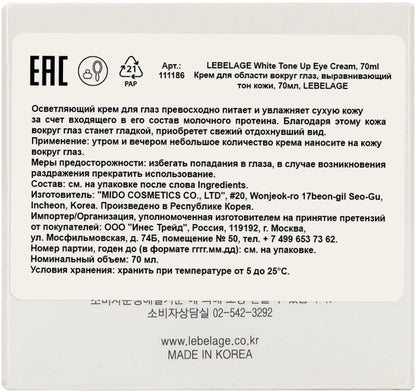 EAC
21
PAP
Арт.:
111186
LEBELAGE White Tone Up Eye Cream, 70ml
Крем для области вокруг глаз, выравнивающий
тон кожи, 70мл, LEBELAGE
Осветляющий крем для глаз превосходно питает и увлажняет сухую кожу
за счет входящего в его состав молочного протеина. Благодаря этому кожа
вокруг глаз станет гладкой, приобретет свежий отдохнувший вид.
Применение: утром и вечером небольшое количество крема наносите на кожу
вокруг глаз.
Меры предосторожности: избегать попадания в глаза, в случае возникновения
раздражения прекратить использование.
Состав: см. на упаковке после слова Ingredients.
Изготовитель: "MIDO COSMETICS CO., LTD", #20, Wonjeok-ro 17beon-gil Seo-Gu,
Incheon, Korea. Произведено в Республике Корея.
Импортер/Организация, уполномоченная изготовителем на принятие претензий
от покупателей: ООО "Инес Трейд", Россия, 119192, г. Москва,
ул. Мосфильмовская, д. 74Б, помещение № 50, тел. + 7 499 653 73 62.
Номер партии, годен до (в формате гггг.мм.дд): см. на упаковке.
Номинальный объем: 70 мл.
Условия хранения: хранить при температуре от 5 до 25°С.
소비자상담실 02-542-3292
www.lebelage.co.kr
MADE IN KOREA